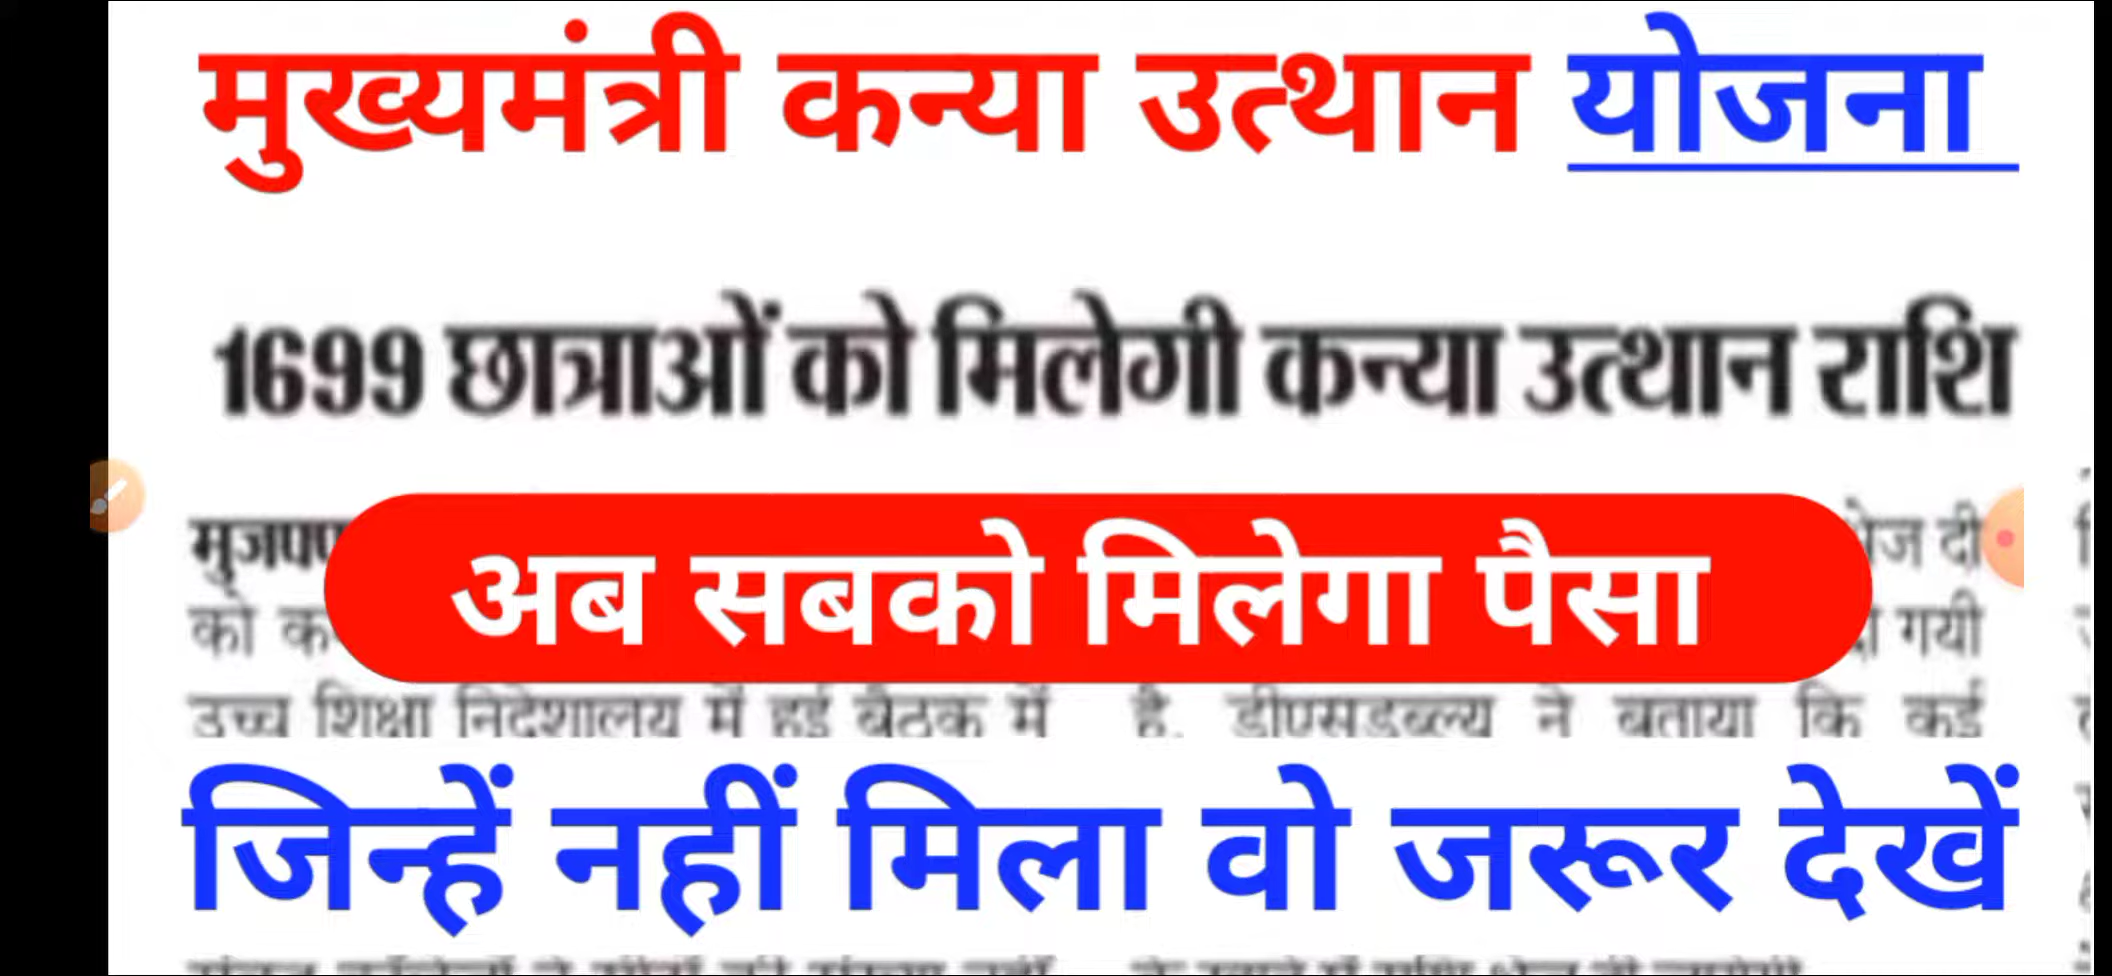 मुख्यमंत्री कन्या उत्थान योजना
1699 छात्राओं को मिलेगी कन्या उत्थान राशि
अब सबको मिलेगा पैसा
को
गयी
उच्च शिक्षा निदेशालय में हुई बैठक में है. डीएसडब्ल्यू ने बताया कि कई
जिन्हें नहीं मिला वो जरूर देखें